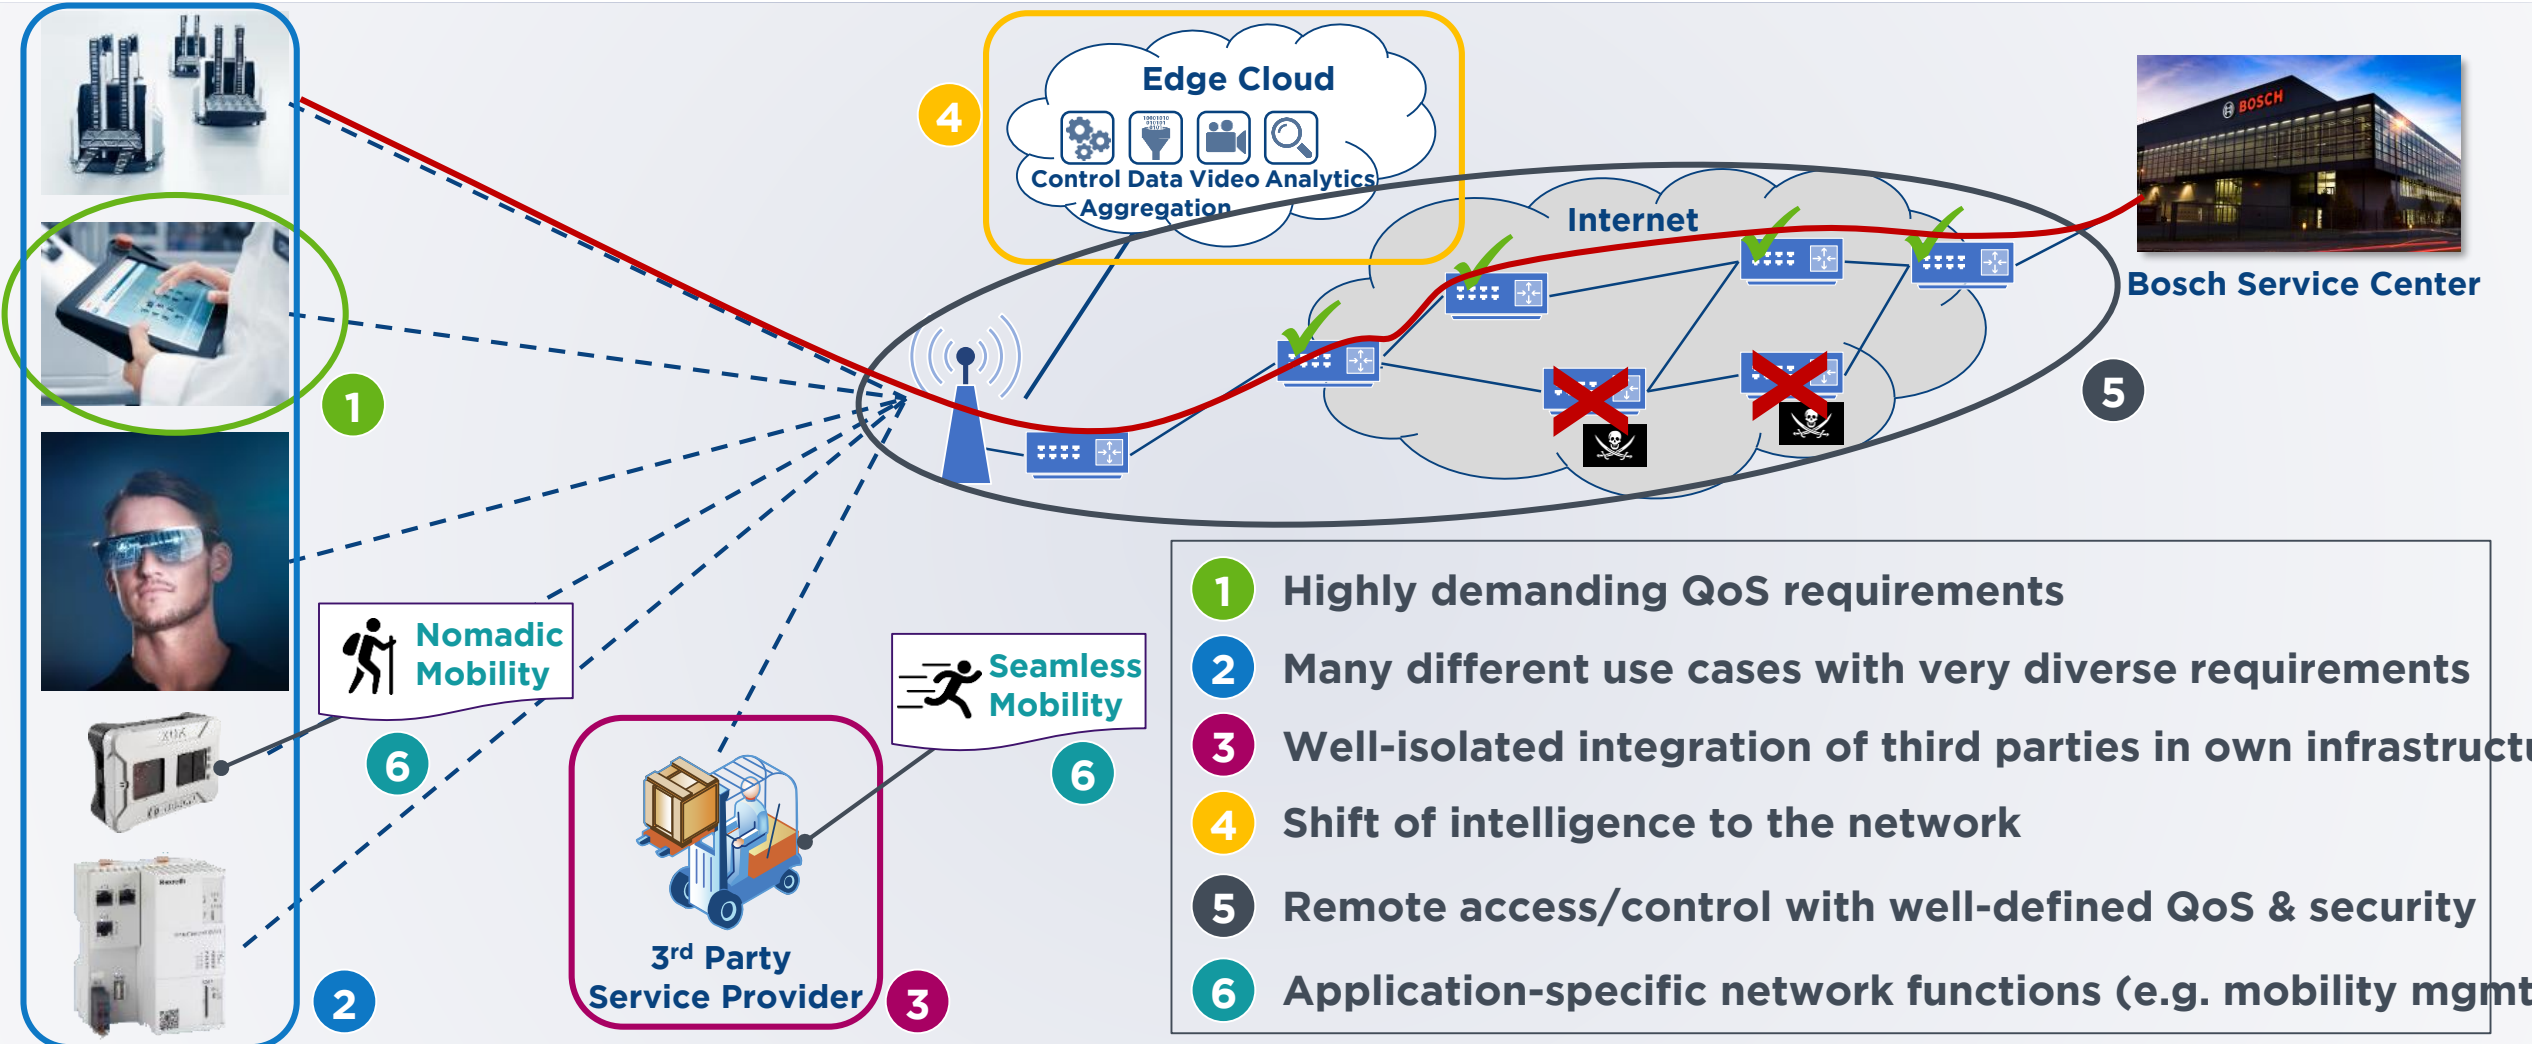 Edge Cloud
Control Data Video Analytics
Aggregation
4
BOSCH
Internet
Bosch Service Center
1
5
Nomadic
Mobility
6
Seamless
Mobility
6
3rd Party
Service Provider
2
3
1 Highly demanding QoS requirements
2 Many different use cases with very diverse requirements
3 Well-isolated integration of third parties in own infrastructu
4 Shift of intelligence to the network
5 Remote access/control with well-defined QoS & security
6 Application-specific network functions (e.g. mobility mgmt